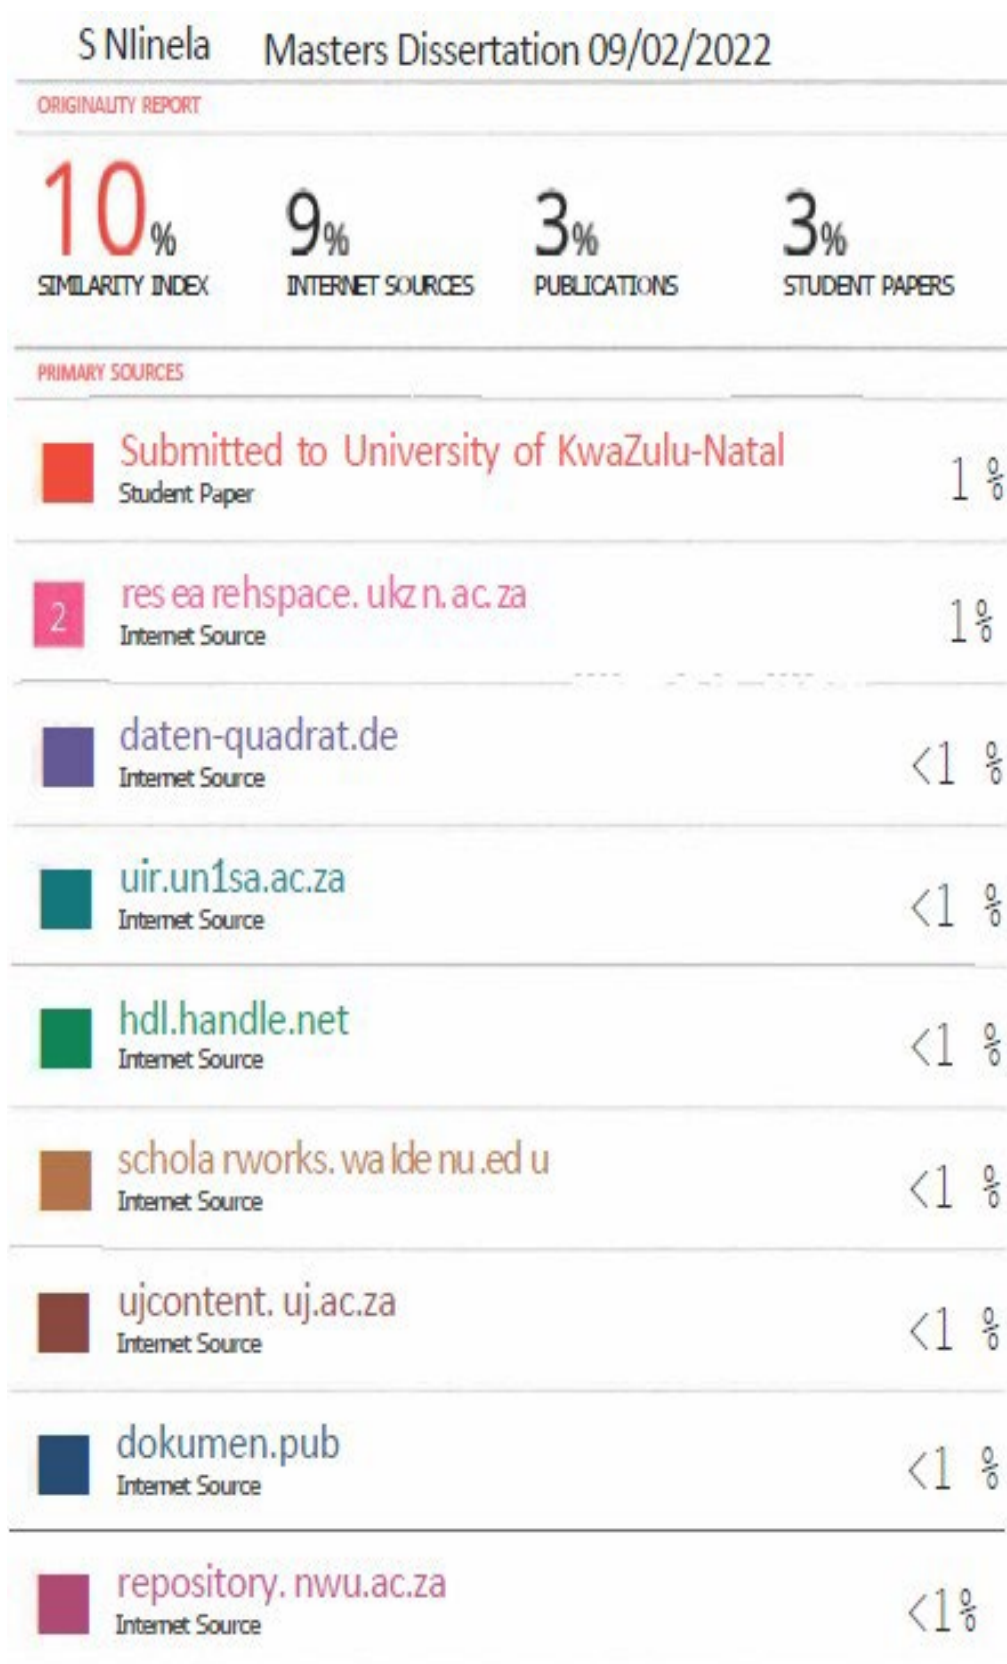 S Nlinela Masters Dissertation 09/02/2022
ORIGINALITY REPORT
10% 9% 3% 3%
SIMILARITY INDEX INTERNET SOURCES PUBLICATIONS STUDENT PAPERS
PRIMARY SOURCES
Submitted to University of KwaZulu-Natal 1 %
Student Paper
2 res ea rehspace. ukz n. ac. za 1%
Internet Source
daten-quadrat.de <1 %
Internet Source
uir.un1sa.ac.za <1 %
Internet Source
hdl.handle.net <1 %
Internet Source
schola rworks. wa lde nu .ed u <1 %
Internet Source
ujcontent. uj.ac.za <1 %
Internet Source
dokumen.pub <1 %
Internet Source
repository. nwu.ac.za <1%
Internet Source